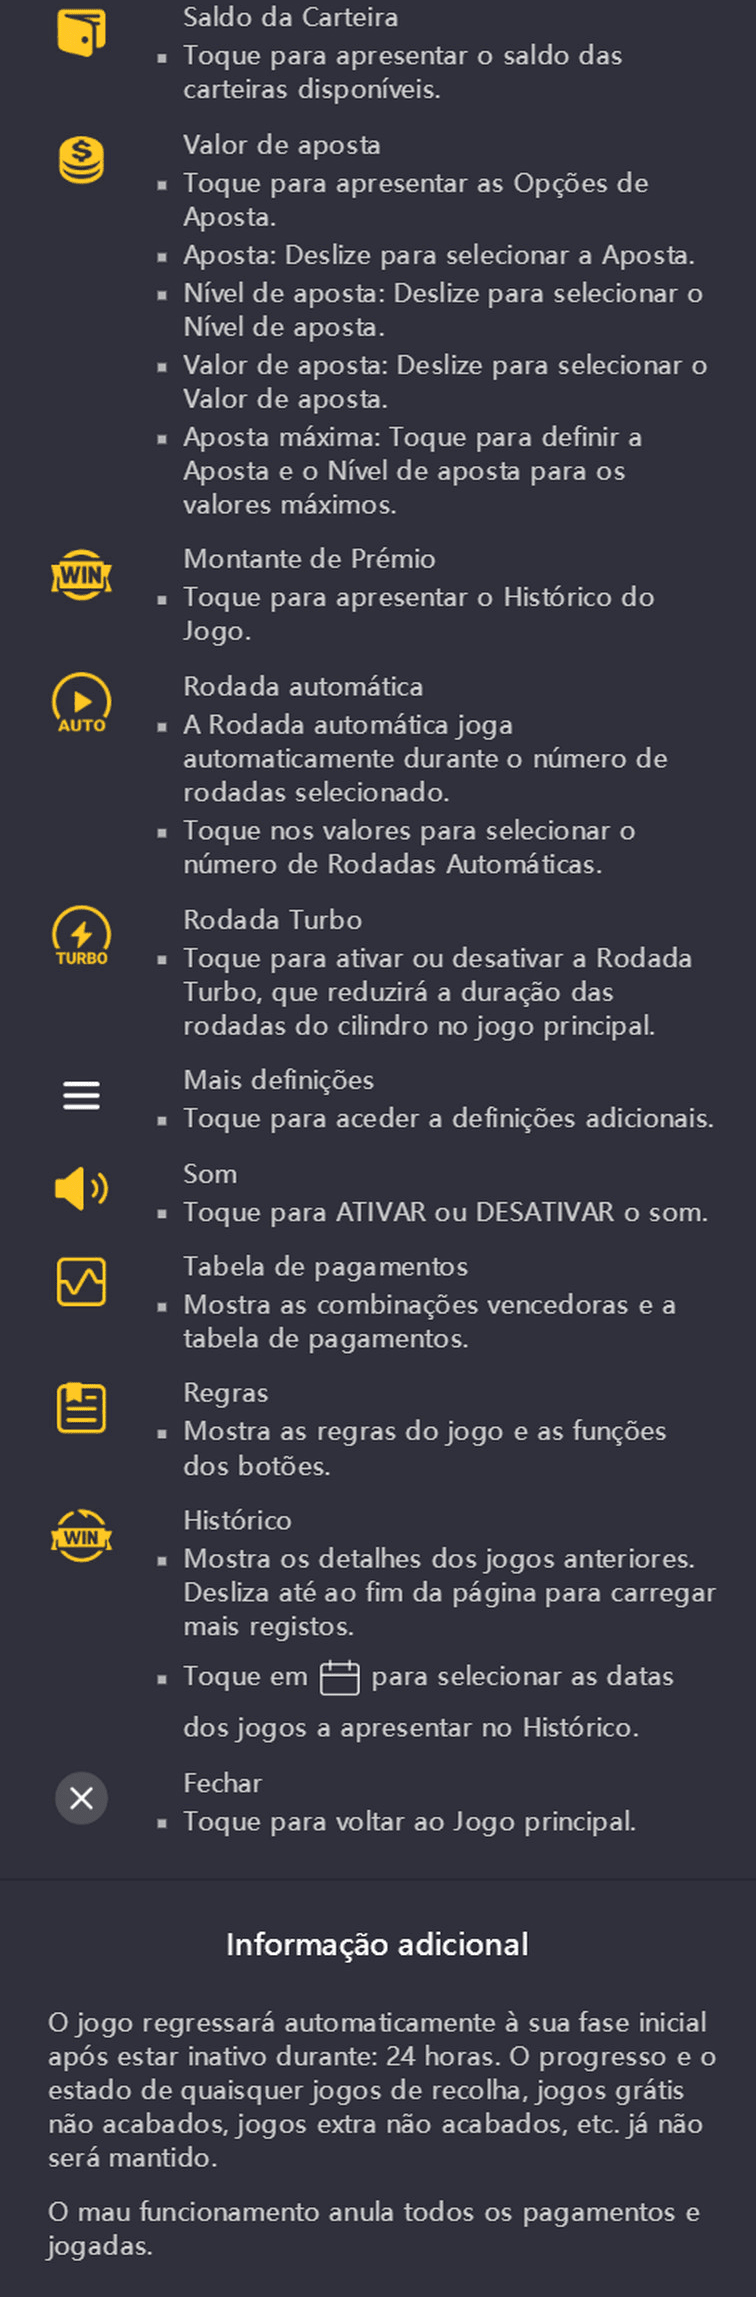 Saldo da Carteira
▪ Toque para apresentar o saldo das
carteiras disponíveis.
$
Valor de aposta
▪ Toque para apresentar as Opções de
Aposta.
▪ Aposta: Deslize para selecionar a Aposta.
▪ Nível de aposta: Deslize para selecionar o
Nível de aposta.
▪ Valor de aposta: Deslize para selecionar o
Valor de aposta.
▪ Aposta máxima: Toque para definir a
Aposta e o Nível de aposta para os
valores máximos.
WIN
Montante de Prémio
▪ Toque para apresentar o Histórico do
Jogo.
AUTO
Rodada automática
▪ A Rodada automática joga
automaticamente durante o número de
rodadas selecionado.
▪ Toque nos valores para selecionar o
número de Rodadas Automáticas.
TURBO
Rodada Turbo
▪ Toque para ativar ou desativar a Rodada
Turbo, que reduzirá a duração das
rodadas do cilindro no jogo principal.
Mais definições
▪ Toque para aceder a definições adicionais.
Som
▪ Toque para ATIVAR ou DESATIVAR o som.
Tabela de pagamentos
▪ Mostra as combinações vencedoras e a
tabela de pagamentos.
Regras
▪ Mostra as regras do jogo e as funções
dos botões.
WIN
Histórico
▪ Mostra os detalhes dos jogos anteriores.
Desliza até ao fim da página para carregar
mais registos.
▪ Toque em para selecionar as datas
dos jogos a apresentar no Histórico.
Fechar
▪ Toque para voltar ao Jogo principal.
Informação adicional
O jogo regressará automaticamente à sua fase inicial
após estar inativo durante: 24 horas. O progresso e o
estado de quaisquer jogos de recolha, jogos grátis
não acabados, jogos extra não acabados, etc. já não
será mantido.
O mau funcionamento anula todos os pagamentos e
jogadas.